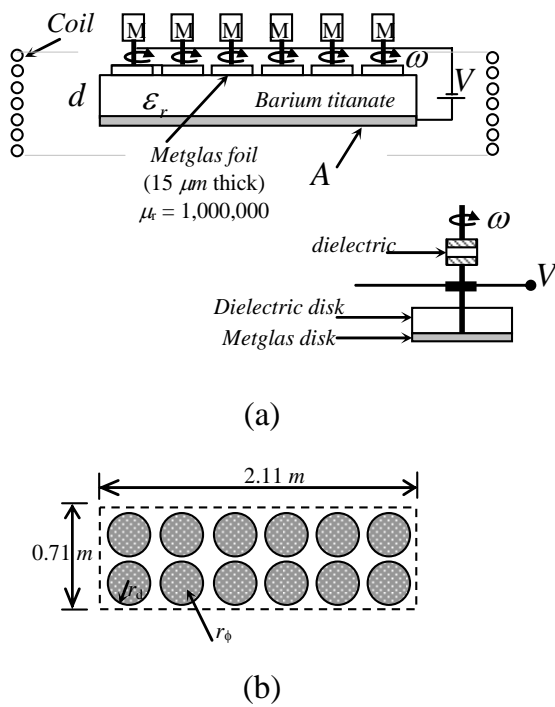 Coil
M M M M M M
ω
d
ε_r
Barium titanate
V
Metglas foil
(15 μm thick)
μ_r = 1,000,000
A
ω
dielectric
V
Dielectric disk
Metglas disk
(a)
2.11 m
0.71 m
r_d
r_ϕ
(b)